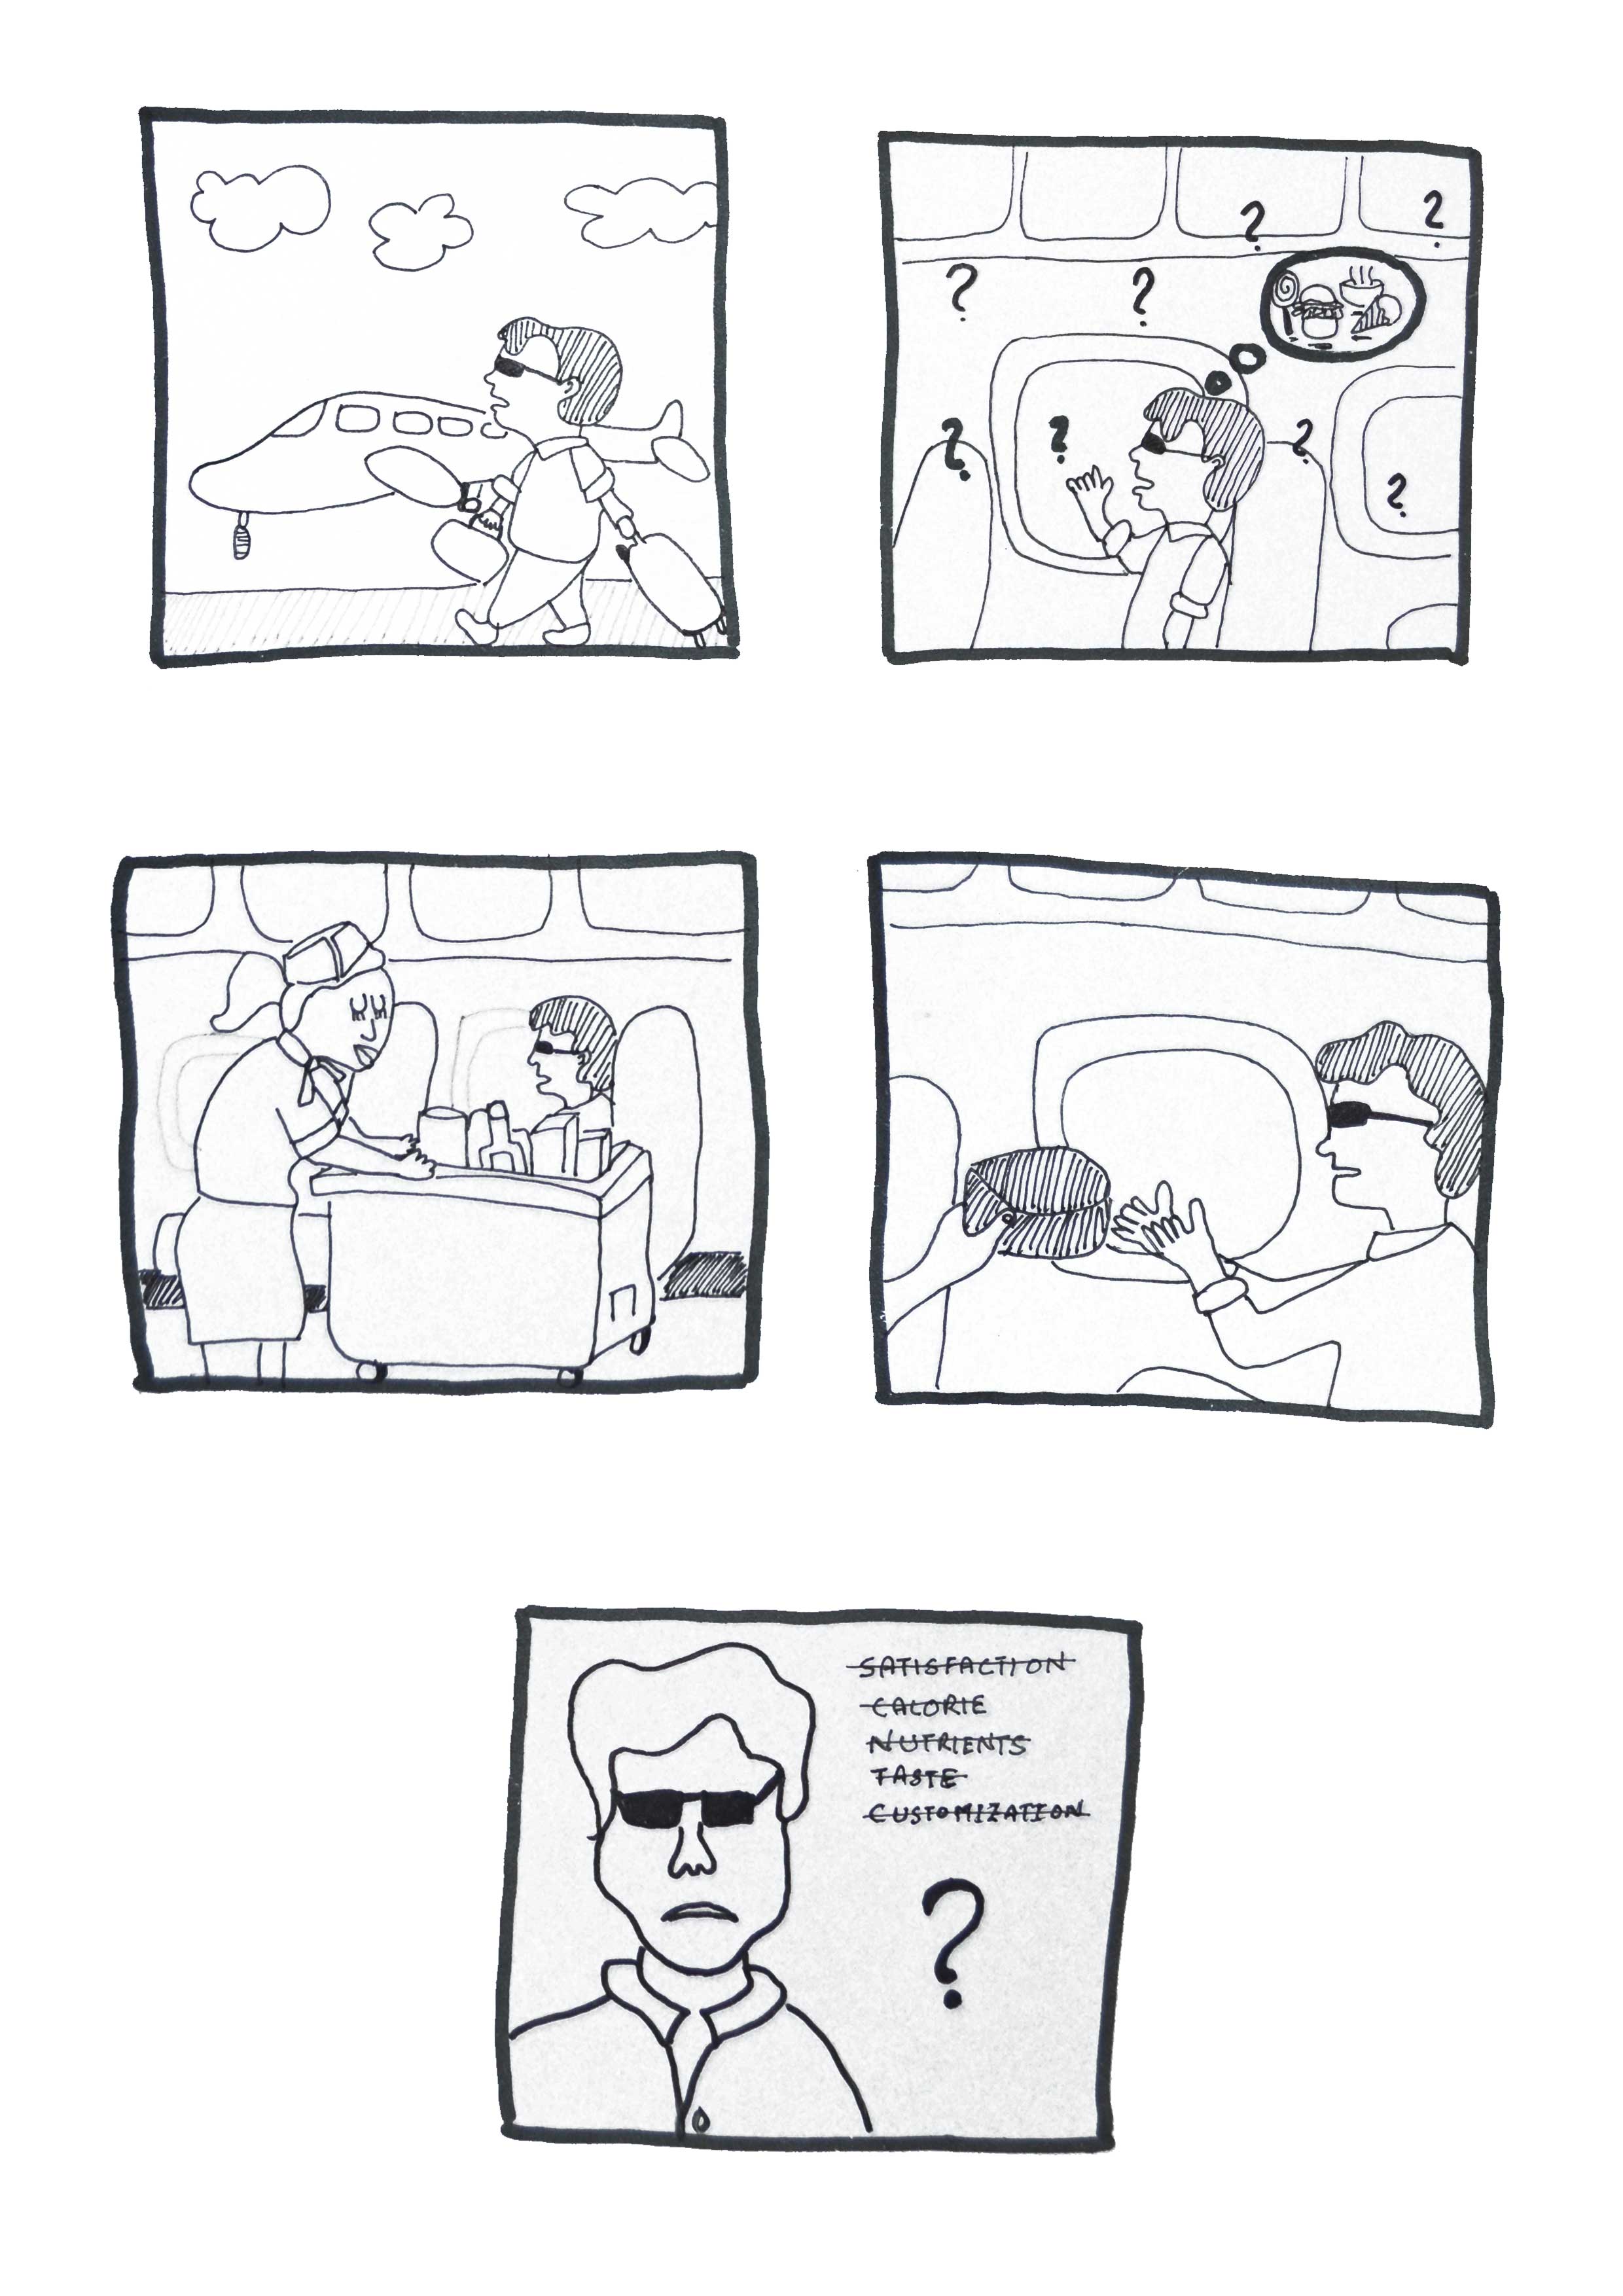 ?
?
?
?
?
?
?
?
SATISFACTION
CALORIE
NUTRIENTS
TASTE
CUSTOMIZATION
?